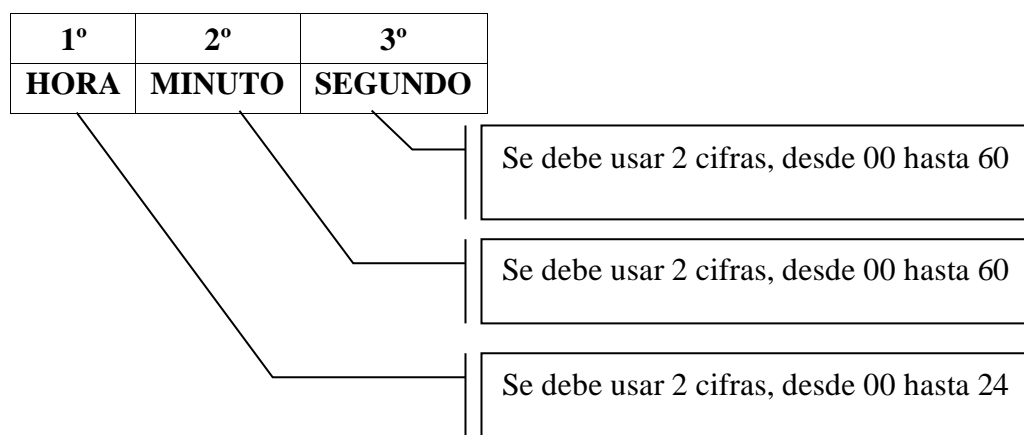 1º 2º 3º
HORA MINUTO SEGUNDO
Se debe usar 2 cifras, desde 00 hasta 60
Se debe usar 2 cifras, desde 00 hasta 60
Se debe usar 2 cifras, desde 00 hasta 24